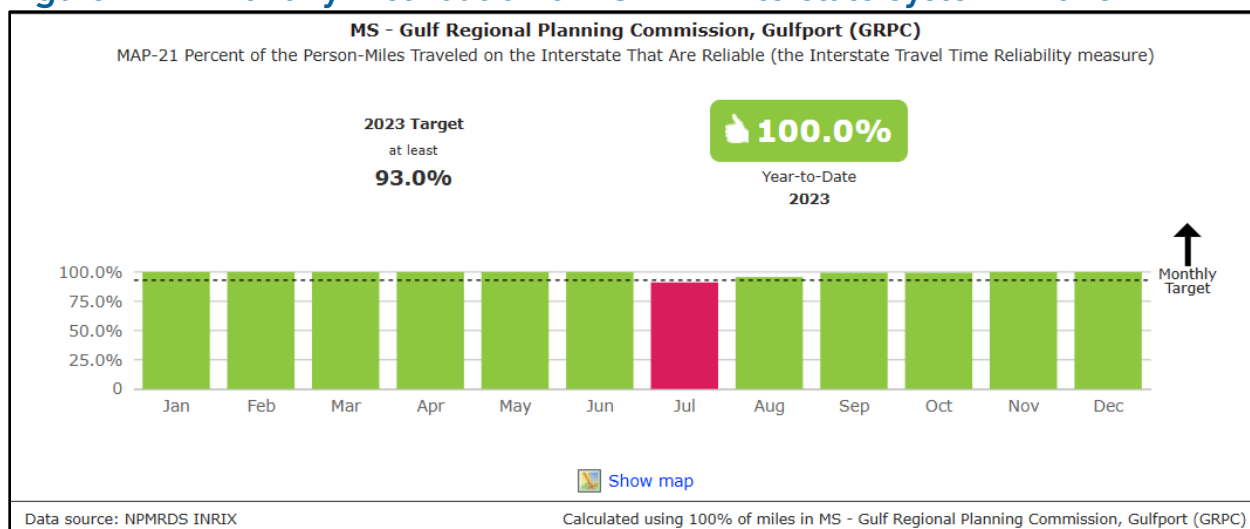 MS - Gulf Regional Planning Commission, Gulfport (GRPC)
MAP-21 Percent of the Person-Miles Traveled on the Interstate That Are Reliable (the Interstate Travel Time Reliability measure)
2023 Target
at least
93.0%
100.0%
Year-to-Date
2023
Monthly
Target
100.0%
75.0%
50.0%
25.0%
0
Jan Feb Mar Apr May Jun Jul Aug Sep Oct Nov Dec
Show map
Data source: NPMRDS INRIX
Calculated using 100% of miles in MS - Gulf Regional Planning Commission, Gulfport (GRPC)